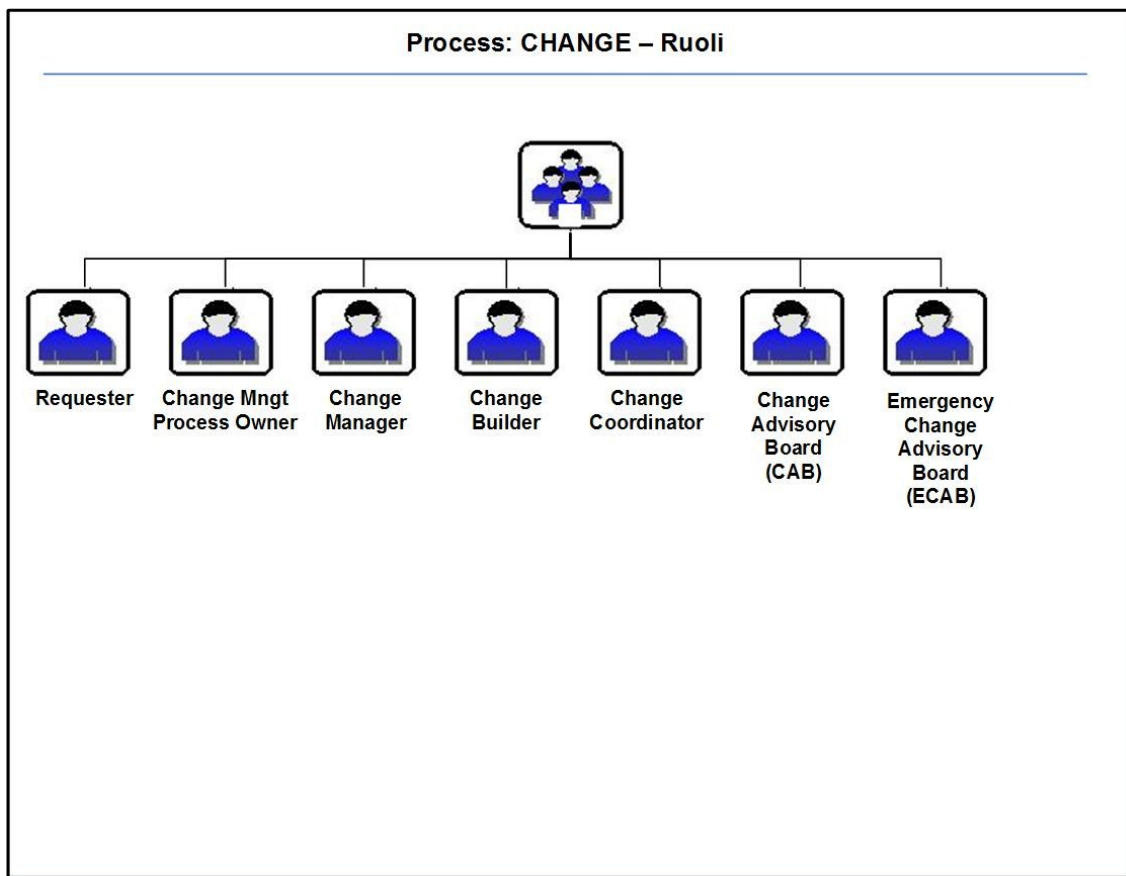 Process: CHANGE – Ruoli
Requester
Change Mngt
Process Owner
Change
Manager
Change
Builder
Change
Coordinator
Change
Advisory
Board
(CAB)
Emergency
Change
Advisory
Board
(ECAB)